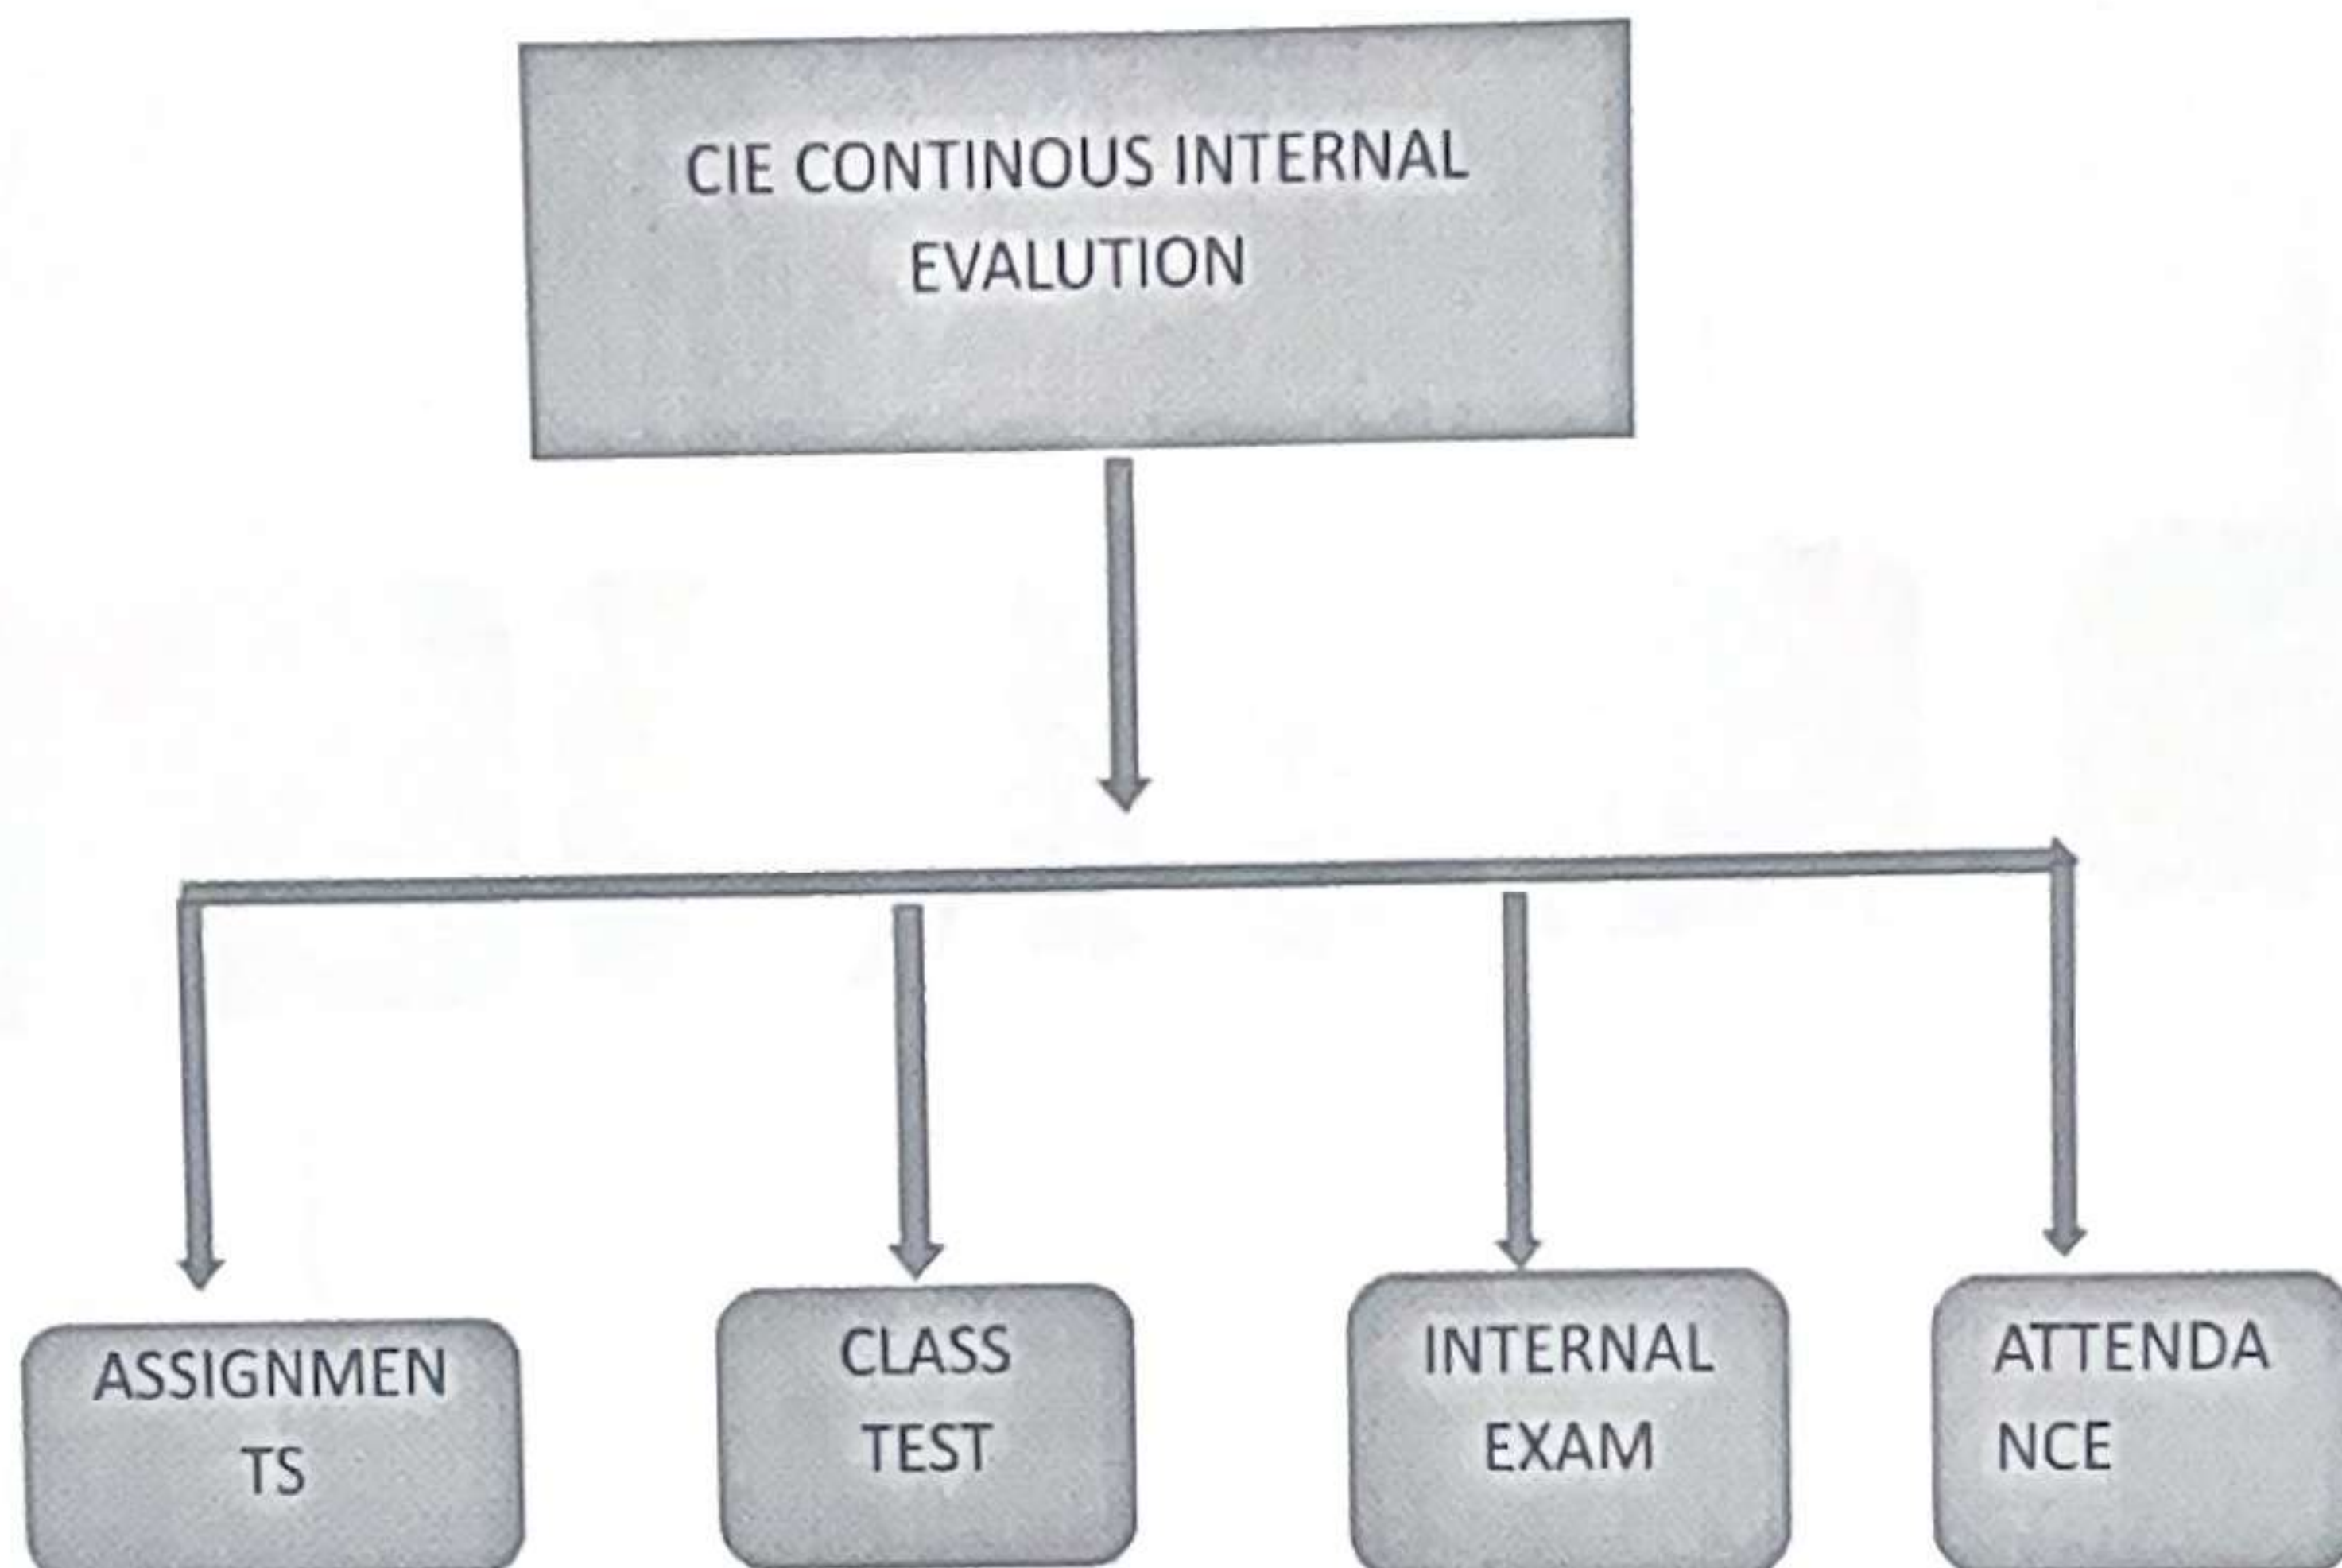 CIE CONTINOUS INTERNAL
EVALUTION
ASSIGNMEN
TS
CLASS
TEST
INTERNAL
EXAM
ATTENDA
NCE